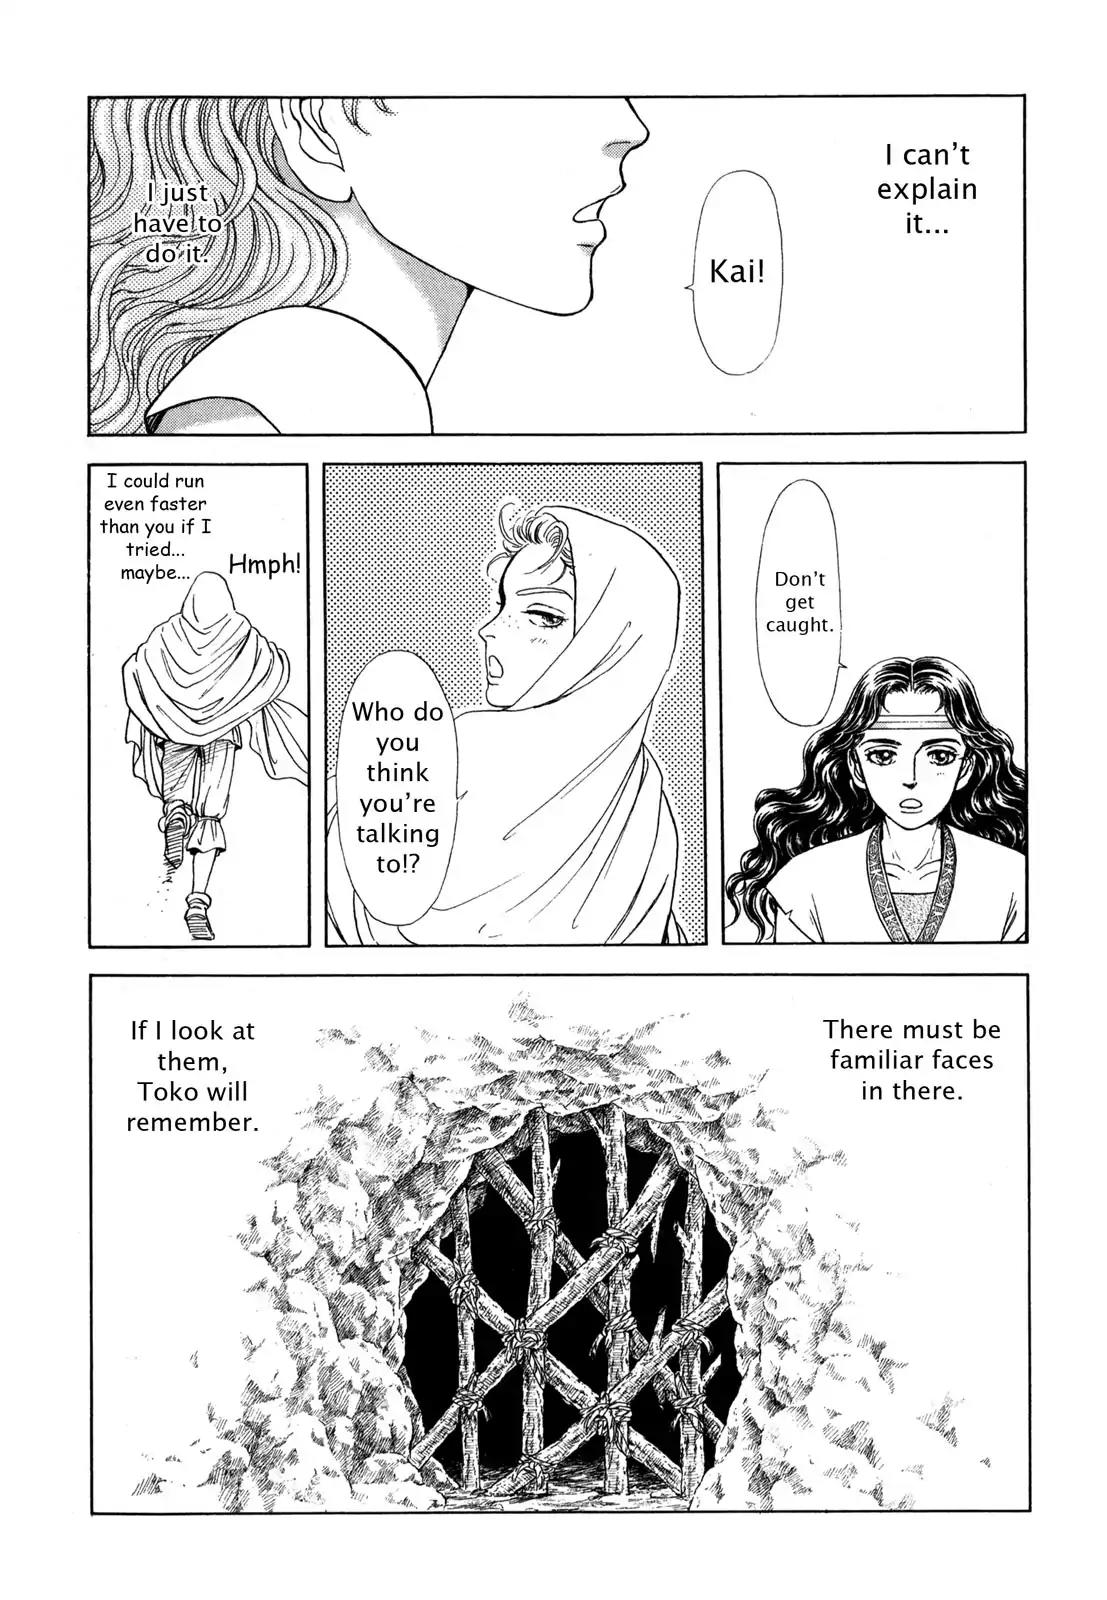 I can't
explain
it...
Kai!
I just
have to
do it.
Don't
get
caught.
Who do
you
think
you're
talking
to!?
Hmph!
I could run
even faster
than you if I
tried...
maybe...
There must be
familiar faces
in there.
If I look at
them,
Toko will
remember.